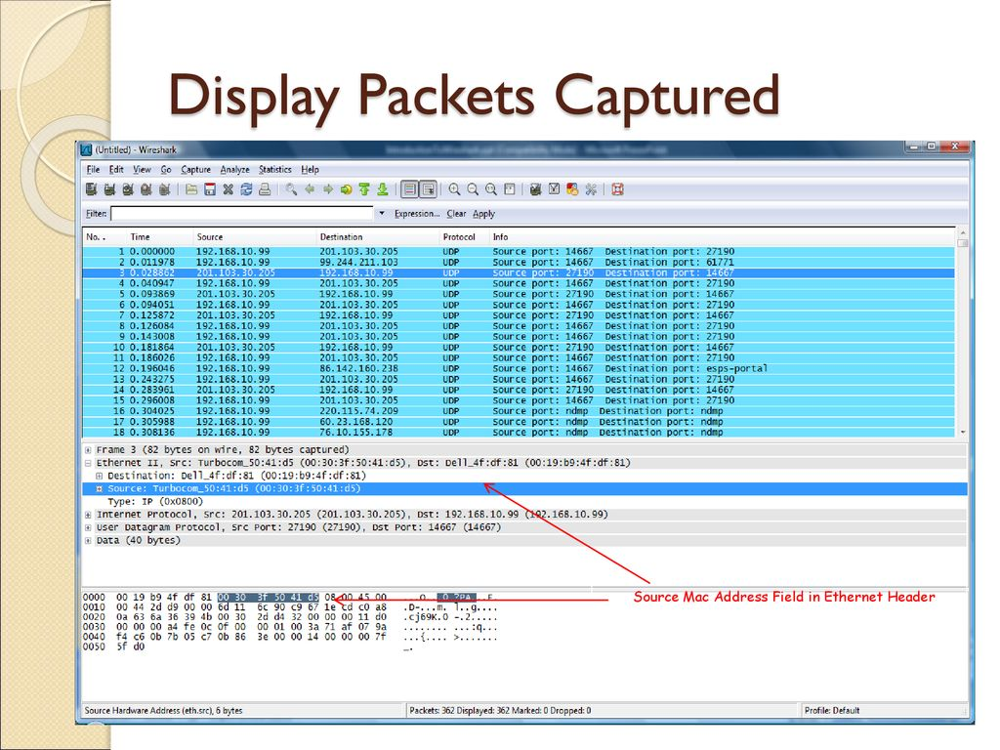 Display Packets Captured
(Untitled) - Wireshark
File Edit View Go Capture Analyze Statistics Help
Filter: Expression... Clear Apply
No. . Time Source Destination Protocol Info
1 0.000000 192.168.10.99 201.103.30.205 UDP Source port: 14667 Destination port: 27190
2 0.011978 192.168.10.99 99.244.211.103 UDP Source port: 14667 Destination port: 61771
3 0.028862 201.103.30.205 192.168.10.99 UDP Source port: 27190 Destination port: 14667
4 0.040947 192.168.10.99 201.103.30.205 UDP Source port: 14667 Destination port: 27190
5 0.093869 201.103.30.205 192.168.10.99 UDP Source port: 27190 Destination port: 14667
6 0.094051 192.168.10.99 201.103.30.205 UDP Source port: 14667 Destination port: 27190
7 0.125872 201.103.30.205 192.168.10.99 UDP Source port: 27190 Destination port: 14667
8 0.126084 192.168.10.99 201.103.30.205 UDP Source port: 14667 Destination port: 27190
9 0.143008 192.168.10.99 201.103.30.205 UDP Source port: 14667 Destination port: 27190
10 0.181864 201.103.30.205 192.168.10.99 UDP Source port: 27190 Destination port: 14667
11 0.186026 192.168.10.99 201.103.30.205 UDP Source port: 14667 Destination port: 27190
12 0.196046 192.168.10.99 86.142.160.238 UDP Source port: 14667 Destination port: esps-portal
13 0.243275 192.168.10.99 201.103.30.205 UDP Source port: 14667 Destination port: 27190
14 0.283961 201.103.30.205 192.168.10.99 UDP Source port: 27190 Destination port: 14667
15 0.296008 192.168.10.99 201.103.30.205 UDP Source port: 14667 Destination port: 27190
16 0.304025 192.168.10.99 220.115.74.209 UDP Source port: ndmp Destination port: ndmp
17 0.305988 192.168.10.99 60.23.168.120 UDP Source port: ndmp Destination port: ndmp
18 0.308136 192.168.10.99 76.10.155.178 UDP Source port: ndmp Destination port: ndmp
Frame 3 (82 bytes on wire, 82 bytes captured)
Ethernet II, Src: Turbocom_50:41:d5 (00:30:3f:50:41:d5), Dst: Dell_4f:df:81 (00:19:b9:4f:df:81)
Destination: Dell_4f:df:81 (00:19:b9:4f:df:81)
Source: Turbocom_50:41:d5 (00:30:3f:50:41:d5)
Type: IP (0x0800)
Internet Protocol, Src: 201.103.30.205 (201.103.30.205), Dst: 192.168.10.99 (192.168.10.99)
User Datagram Protocol, Src Port: 27190 (27190), Dst Port: 14667 (14667)
Data (40 bytes)
Source Mac Address Field in Ethernet Header
0000 00 19 b9 4f df 81 00 30 3f 50 41 d5 08 00 45 00 ...O...0 ?PA...E.
0010 00 44 2d d9 00 00 6d 11 6c 90 c9 67 1e cd c0 a8 .D-...m. l..g....
0020 0a 63 6a 36 39 4b 00 30 2d d4 32 00 00 00 11 d0 .cj69K.0 -.2.....
0030 00 00 00 a4 fe 0c 0f 00 00 01 00 3a 71 af 07 9a ........ ...:q...
0040 f4 c6 0b 7b 05 c7 0b 86 3e 00 00 14 00 00 00 7f ...{.... >.......
0050 5f d0 _.
Source Hardware Address (eth.src), 6 bytes Packets: 362 Displayed: 362 Marked: 0 Dropped: 0 Profile: Default